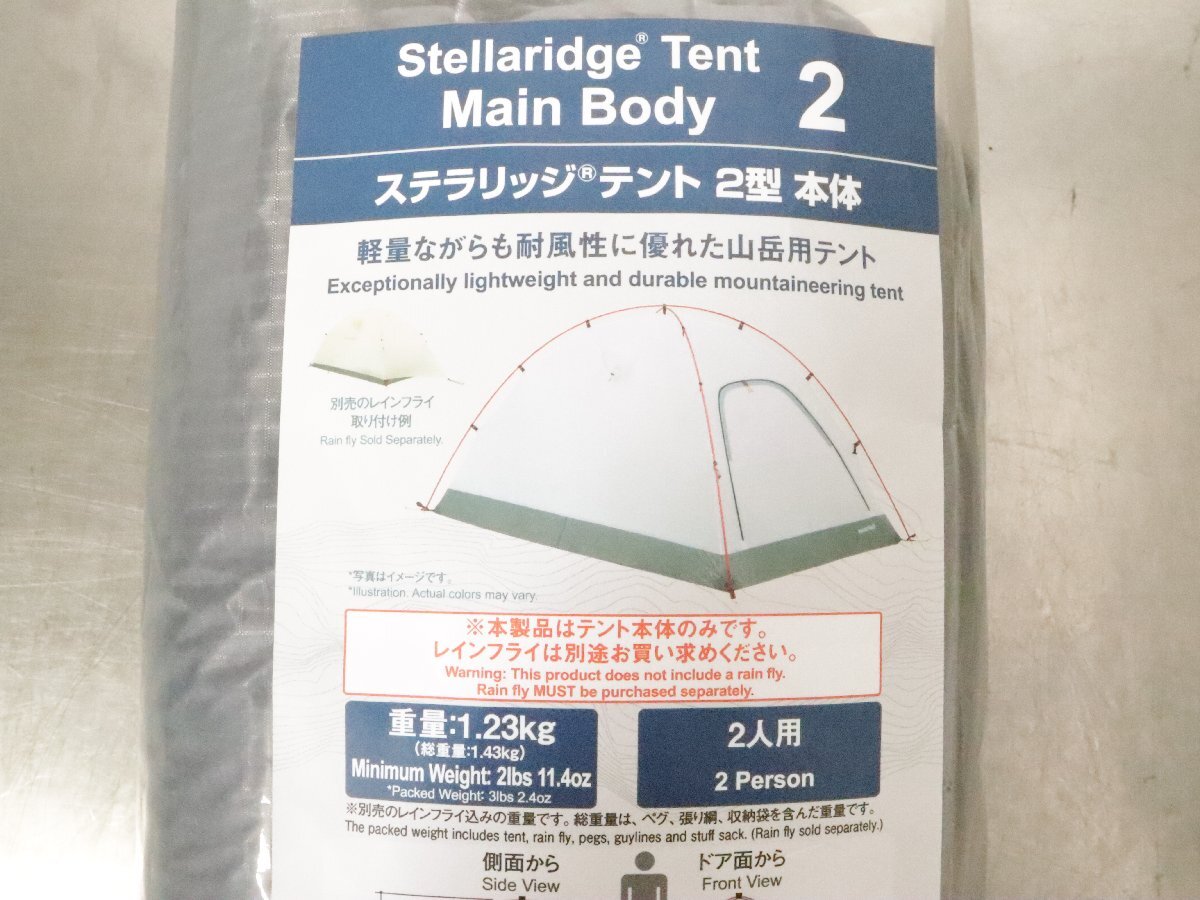 Stellaridge® Tent
Main Body 2
ステラリッジ®テント 2型 本体
軽量ながらも耐風性に優れた山岳用テント
Exceptionally lightweight and durable mountaineering tent
別売のレインフライ
取り付け例
Rain fly Sold Separately.
*写真はイメージです。
*Illustration. Actual colors may vary.
※本製品はテント本体のみです。
レインフライは別途お買い求めください。
Warning: This product does not include a rain fly.
Rain fly MUST be purchased separately.
重量:1.23kg
(総重量:1.43kg)
Minimum Weight: 2lbs 11.4oz
*Packed Weight: 3lbs 2.4oz
2人用
2 Person
※別売のレインフライ込みの重量です。総重量は、ペグ、張り綱、収納袋を含んだ重量です。
The packed weight includes tent, rain fly, pegs, guylines and stuff sack. (Rain fly sold separately.)
側面から
Side View
ドア面から
Front View